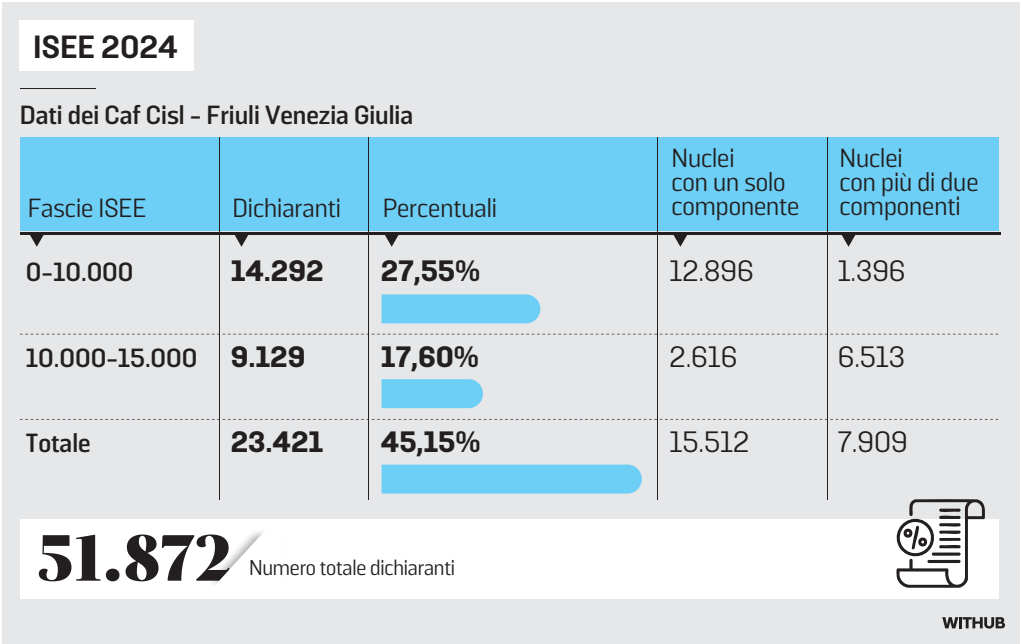 ISEE 2024
Dati dei Caf Cisl - Friuli Venezia Giulia
Fascie ISEE
Dichiaranti
Percentuali
Nuclei
con un solo
componente
Nuclei
con più di due
componenti
0-10.000 14.292 27,55% 12.896 1.396
10.000-15.000 9.129 17,60% 2.616 6.513
Totale 23.421 45,15% 15.512 7.909
51.872 Numero totale dichiaranti
%
WITHUB